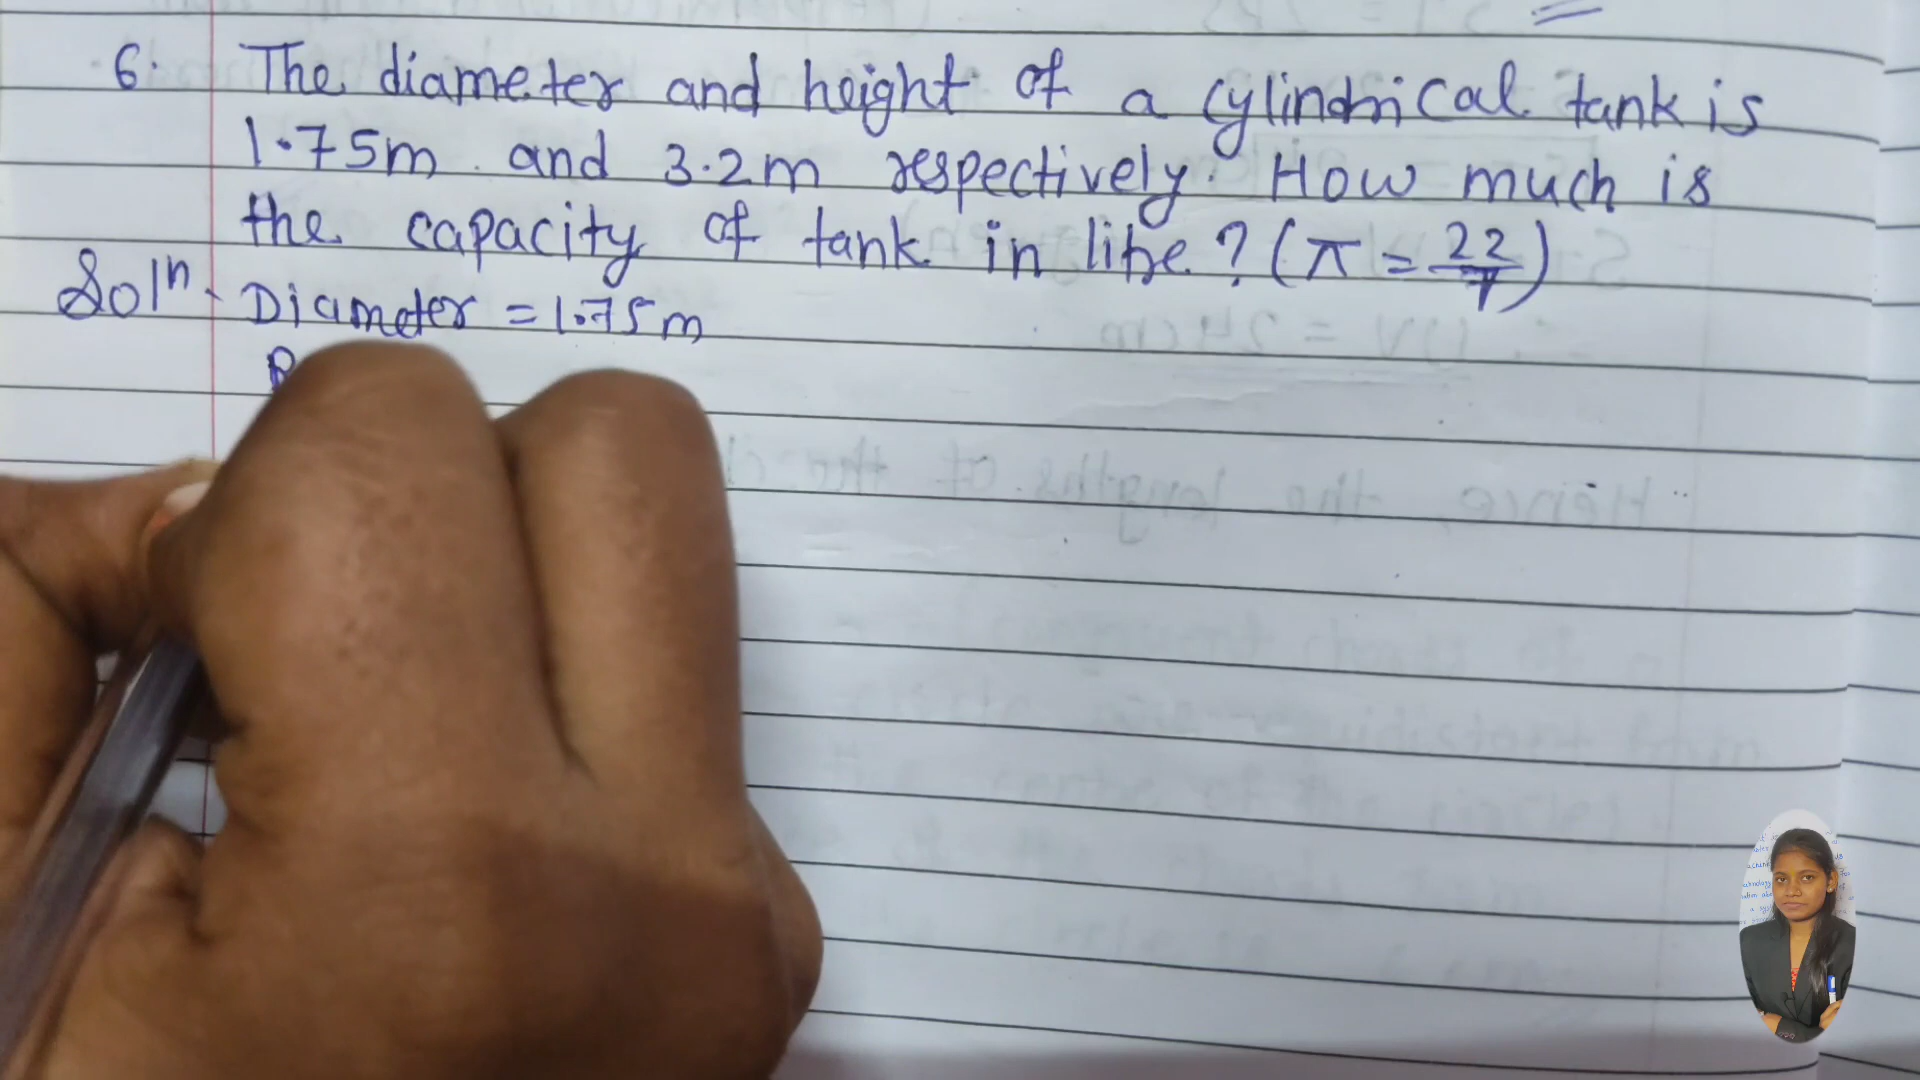 6. The diameter and height of a cylindrical tank is
1.75m and 3.2m respectively. How much is
the capacity of tank in litre? (π = 22/7)
Solⁿ. Diameter = 1.75m